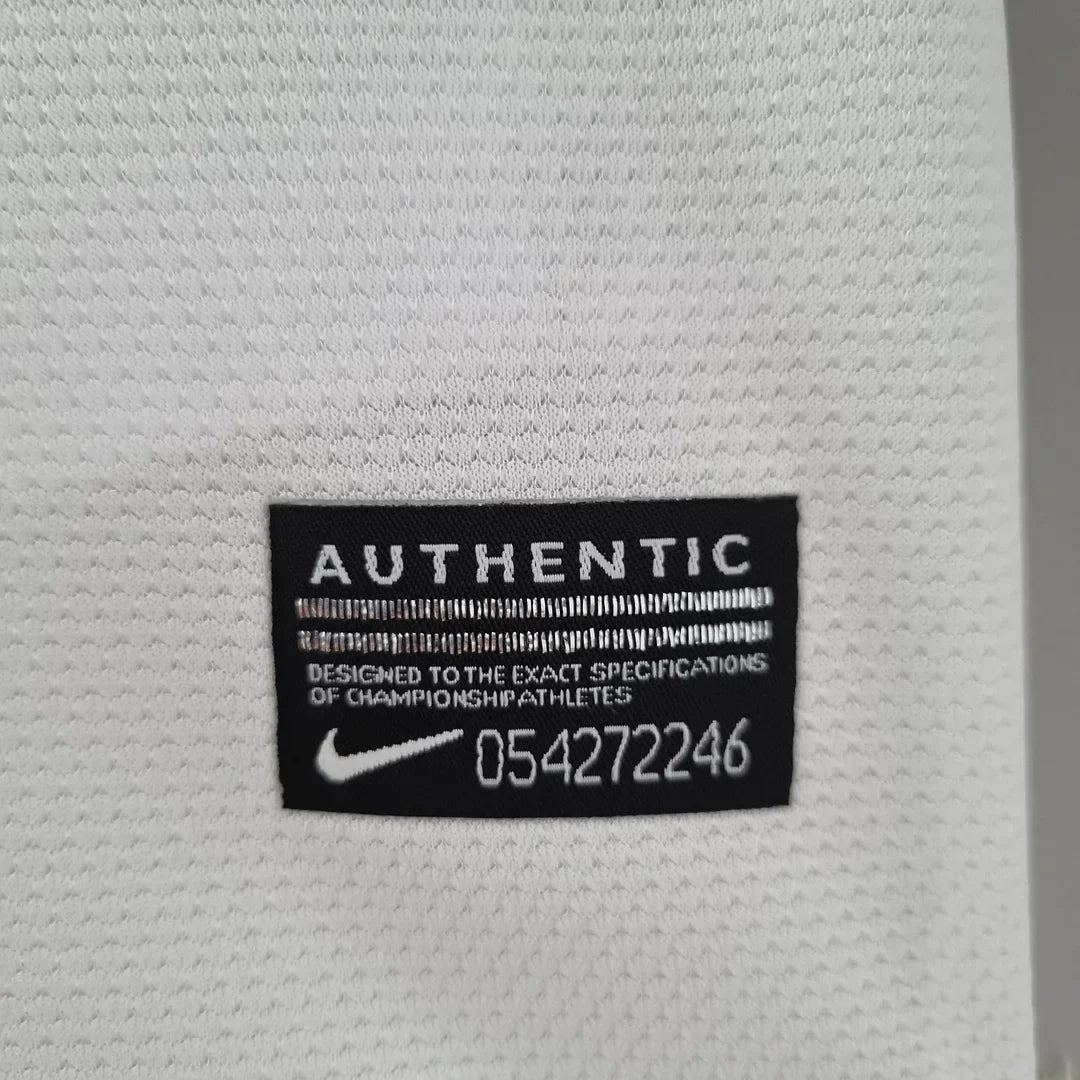 AUTHENTIC
DESIGNED TO THE EXACT SPECIFICATIONS
OF CHAMPIONSHIP ATHLETES
054272246